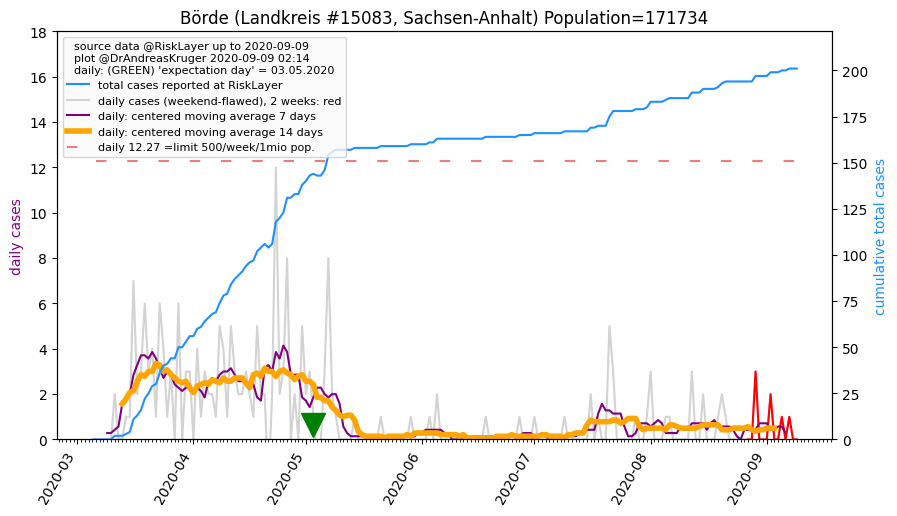 Börde (Landkreis #15083, Sachsen-Anhalt) Population=171734
source data @RiskLayer up to 2020-09-09
plot @DrAndreasKruger 2020-09-09 02:14
daily: (GREEN) 'expectation day' = 03.05.2020
total cases reported at RiskLayer
daily cases (weekend-flawed), 2 weeks: red
daily: centered moving average 7 days
daily: centered moving average 14 days
daily 12.27 =limit 500/week/1mio pop.
daily cases
18
16
14
12
10
8
6
4
2
0
cumulative total cases
200
175
150
125
100
75
50
25
0
2020-03
2020-04
2020-05
2020-06
2020-07
2020-08
2020-09